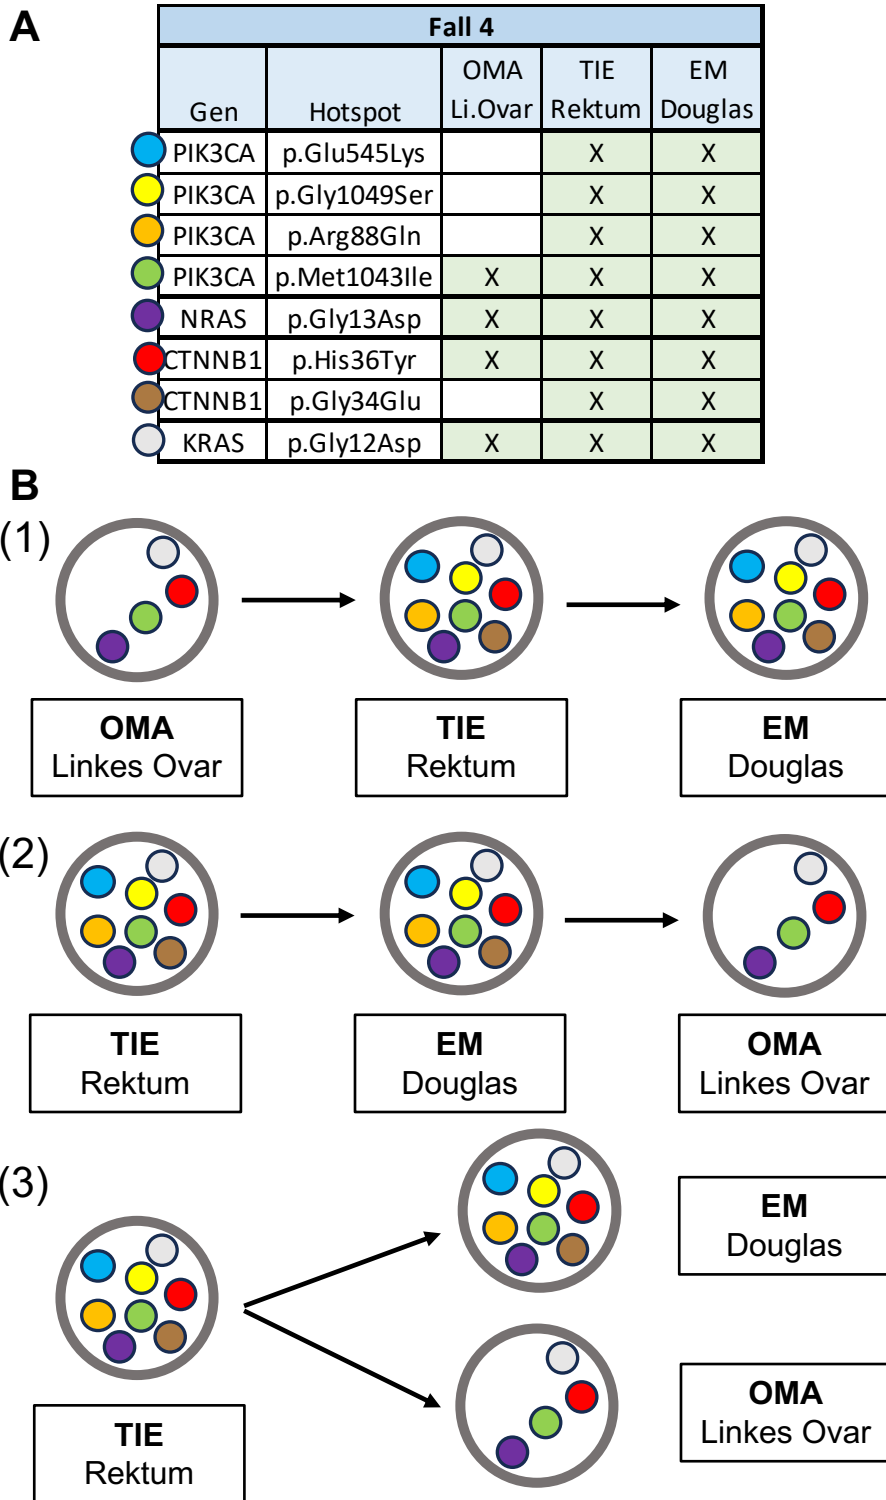 A
Fall 4
Gen Hotspot OMA Li.Ovar TIE Rektum EM Douglas
PIK3CA p.Glu545Lys X X
PIK3CA p.Gly1049Ser X X
PIK3CA p.Arg88Gln X X
PIK3CA p.Met1043Ile X X X
NRAS p.Gly13Asp X X X
CTNNB1 p.His36Tyr X X X
CTNNB1 p.Gly34Glu X X
KRAS p.Gly12Asp X X X
B
(1)
OMA
Linkes Ovar
TIE
Rektum
EM
Douglas
(2)
TIE
Rektum
EM
Douglas
OMA
Linkes Ovar
(3)
EM
Douglas
TIE
Rektum
OMA
Linkes Ovar